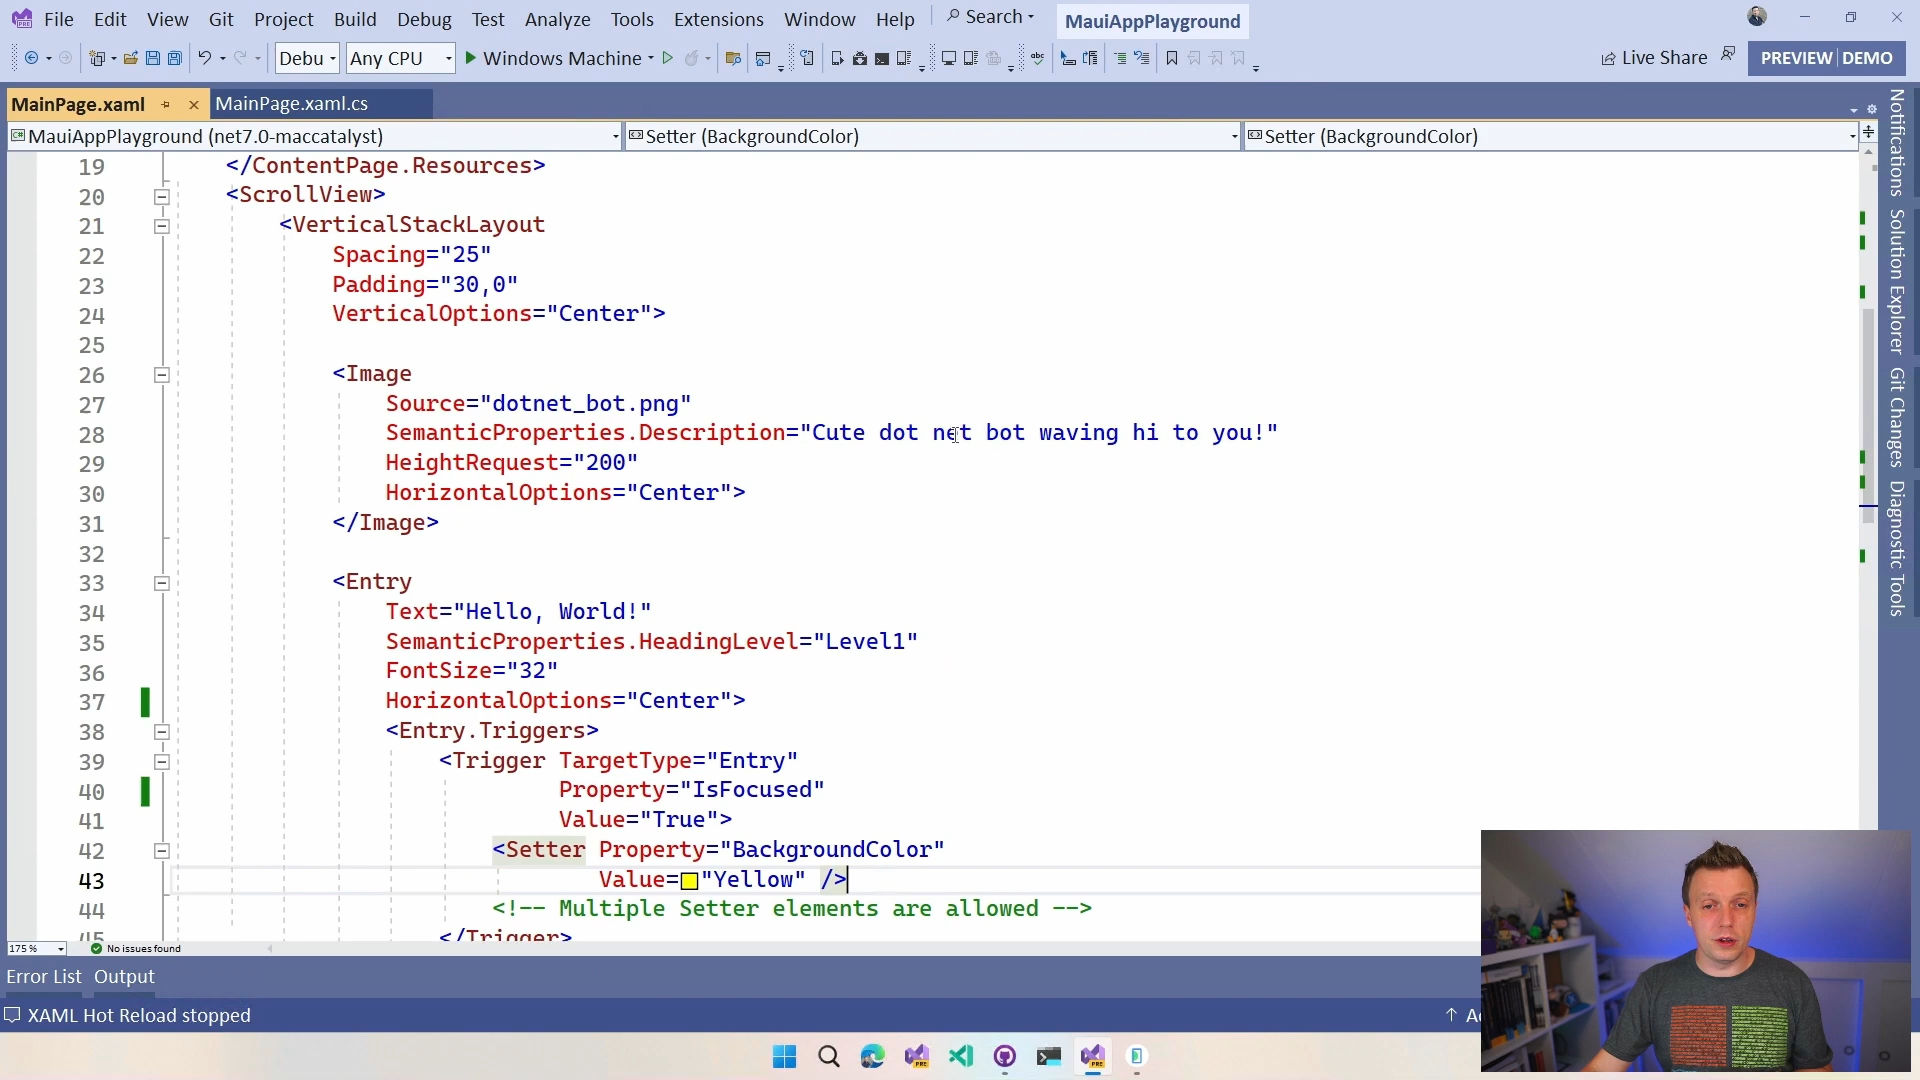 File Edit View Git Project Build Debug Test Analyze Tools Extensions Window Help Search MauiAppPlayground
Debu Any CPU Windows Machine Live Share PREVIEW DEMO
MainPage.xaml MainPage.xaml.cs
MauiAppPlayground (net7.0-maccatalyst) Setter (BackgroundColor) Setter (BackgroundColor)
19 </ContentPage.Resources>
20 <ScrollView>
21 <VerticalStackLayout
22 Spacing="25"
23 Padding="30,0"
24 VerticalOptions="Center">
25
26 <Image
27 Source="dotnet_bot.png"
28 SemanticProperties.Description="Cute dot net bot waving hi to you!"
29 HeightRequest="200"
30 HorizontalOptions="Center">
31 </Image>
32
33 <Entry
34 Text="Hello, World!"
35 SemanticProperties.HeadingLevel="Level1"
36 FontSize="32"
37 HorizontalOptions="Center">
38 <Entry.Triggers>
39 <Trigger TargetType="Entry"
40 Property="IsFocused"
41 Value="True">
42 <Setter Property="BackgroundColor"
43 Value="Yellow" />
44 <!-- Multiple Setter elements are allowed -->
45 </Trigger>
175 % No issues found
Error List Output
XAML Hot Reload stopped
Notifications
Solution Explorer
Git Changes
Diagnostic Tools